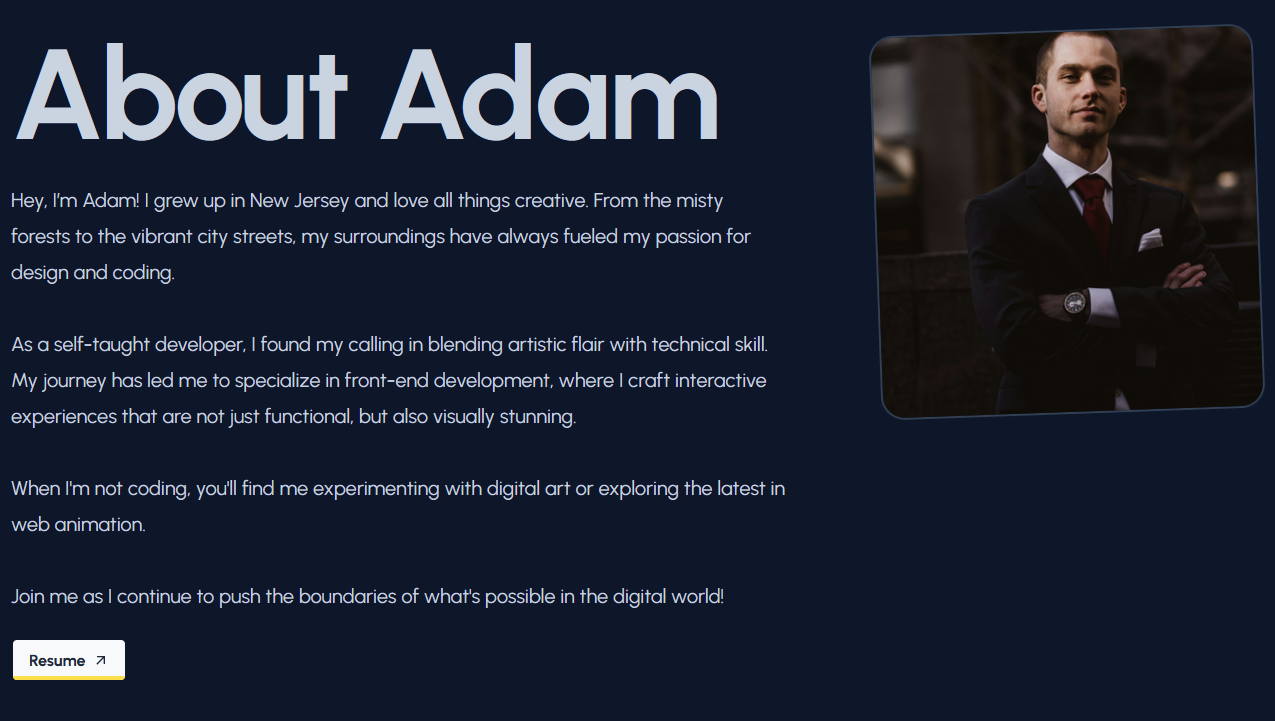 About Adam
Hey, I’m Adam! I grew up in New Jersey and love all things creative. From the misty
forests to the vibrant city streets, my surroundings have always fueled my passion for
design and coding.
As a self-taught developer, I found my calling in blending artistic flair with technical skill.
My journey has led me to specialize in front-end development, where I craft interactive
experiences that are not just functional, but also visually stunning.
When I'm not coding, you'll find me experimenting with digital art or exploring the latest in
web animation.
Join me as I continue to push the boundaries of what's possible in the digital world!
Resume